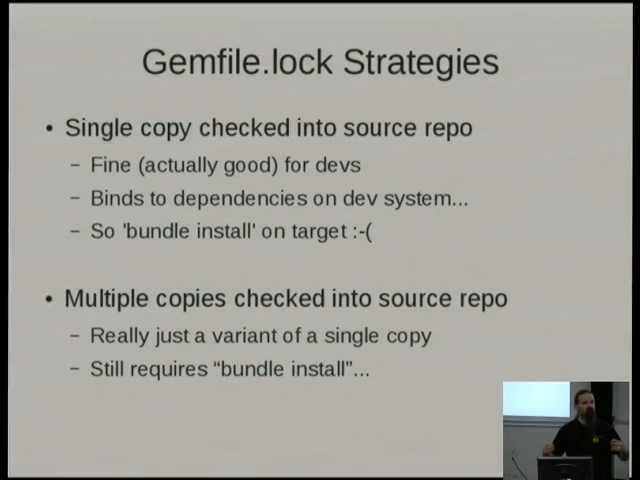 Gemfile.lock Strategies
• Single copy checked into source repo
– Fine (actually good) for devs
– Binds to dependencies on dev system...
– So 'bundle install' on target :-(
• Multiple copies checked into source repo
– Really just a variant of a single copy
– Still requires “bundle install”...